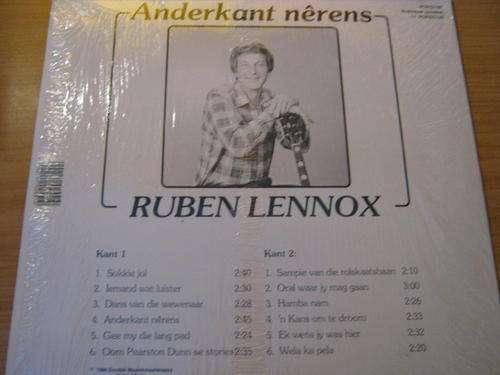 Anderkant nêrens
RUBEN LENNOX
Kant 1
1. Sokkie jol 2:40
2. Iemand wat luister 2:30
3. Dans van die wewenaar 2:28
4. Anderkant nêrens 2:45
5. Gee my die lang pad 2:24
6. Oom Pearston Dunn se stories 2:35
Kant 2:
1. Sampie van die rolskaatsbaan 2:10
2. Oral waar jy mag gaan 3:00
3. Hamba nam 2:26
4. 'n Kans om te droom 2:33
5. Ek wens jy was hier 2:32
6. Wela ka pela 2:20